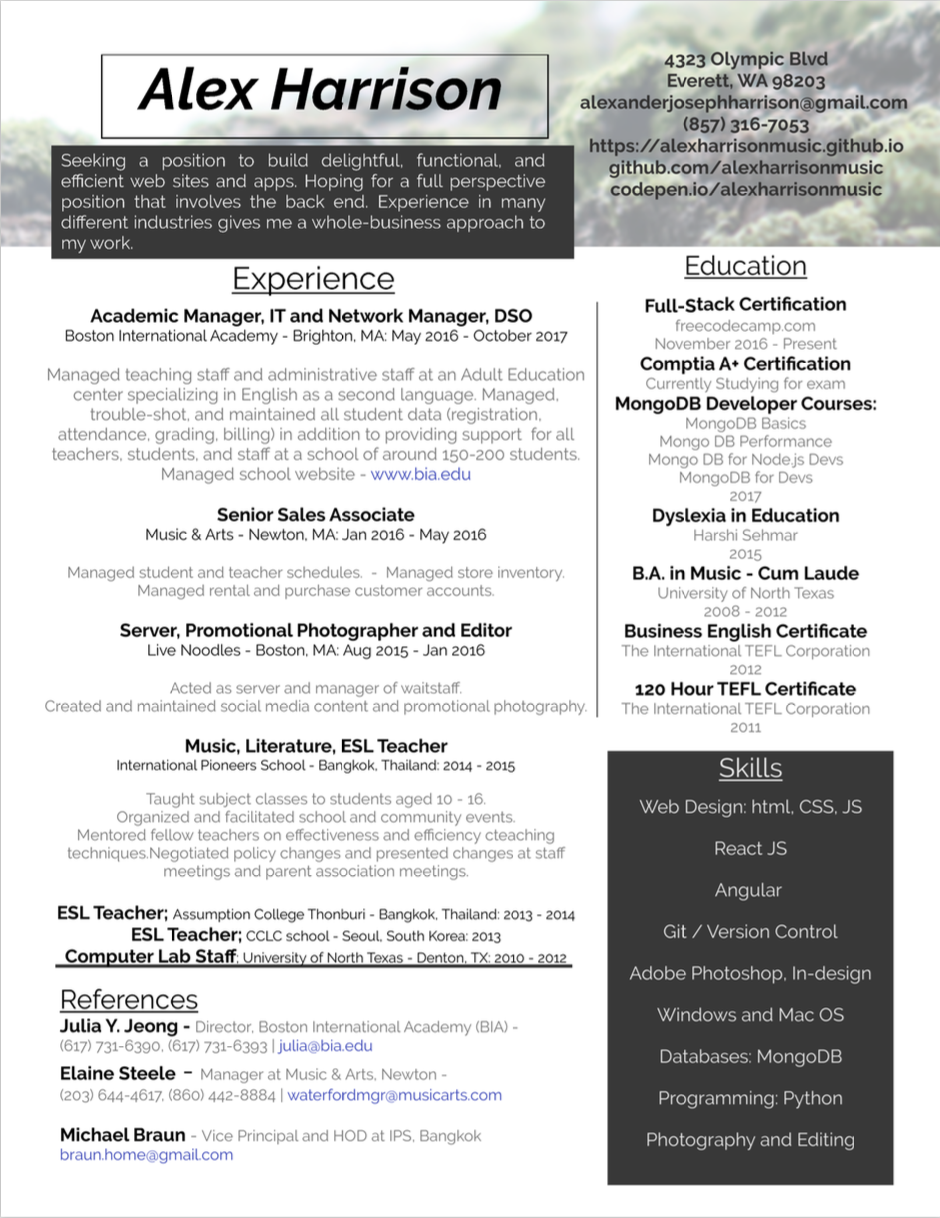 Alex Harrison
4323 Olympic Blvd
Everett, WA 98203
alexanderjosephharrison@gmail.com
(857) 316-7053
https://alexharrisonmusic.github.io
github.com/alexharrisonmusic
codepen.io/alexharrisonmusic
Seeking a position to build delightful, functional, and
efficient web sites and apps. Hoping for a full perspective
position that involves the back end. Experience in many
different industries gives me a whole-business approach to
my work.
Experience
Academic Manager, IT and Network Manager, DSO
Boston International Academy - Brighton, MA: May 2016 - October 2017
Managed teaching staff and administrative staff at an Adult Education
center specializing in English as a second language. Managed,
trouble-shot, and maintained all student data (registration,
attendance, grading, billing) in addition to providing support  for all
teachers, students, and staff at a school of around 150-200 students.
Managed school website - www.bia.edu
Senior Sales Associate
Music & Arts - Newton, MA: Jan 2016 - May 2016
Managed student and teacher schedules.  -  Managed store inventory.
Managed rental and purchase customer accounts.
Server, Promotional Photographer and Editor
Live Noodles - Boston, MA: Aug 2015 - Jan 2016
Acted as server and manager of waitstaff.
Created and maintained social media content and promotional photography.
Music, Literature, ESL Teacher
International Pioneers School - Bangkok, Thailand: 2014 - 2015
Taught subject classes to students aged 10 - 16.
Organized and facilitated school and community events.
Mentored fellow teachers on effectiveness and efficiency cteaching
techniques.Negotiated policy changes and presented changes at staff
meetings and parent association meetings.
ESL Teacher; Assumption College Thonburi - Bangkok, Thailand: 2013 - 2014
ESL Teacher; CCLC school - Seoul, South Korea: 2013
Computer Lab Staff; University of North Texas - Denton, TX: 2010 - 2012
References
Julia Y. Jeong - Director, Boston International Academy (BIA) -
(617) 731-6390, (617) 731-6393 | julia@bia.edu
Elaine Steele - Manager at Music & Arts, Newton -
(203) 644-4617, (860) 442-8884 | waterfordmgr@musicarts.com
Michael Braun - Vice Principal and HOD at IPS, Bangkok
braun.home@gmail.com
Education
Full-Stack Certification
freecodecamp.com
November 2016 - Present
Comptia A+ Certification
Currently Studying for exam
MongoDB Developer Courses:
MongoDB Basics
Mongo DB Performance
Mongo DB for Node.js Devs
MongoDB for Devs
2017
Dyslexia in Education
Harshi Sehmar
2015
B.A. in Music - Cum Laude
University of North Texas
2008 - 2012
Business English Certificate
The International TEFL Corporation
2012
120 Hour TEFL Certificate
The International TEFL Corporation
2011
Skills
Web Design: html, CSS, JS
React JS
Angular
Git / Version Control
Adobe Photoshop, In-design
Windows and Mac OS
Databases: MongoDB
Programming: Python
Photography and Editing